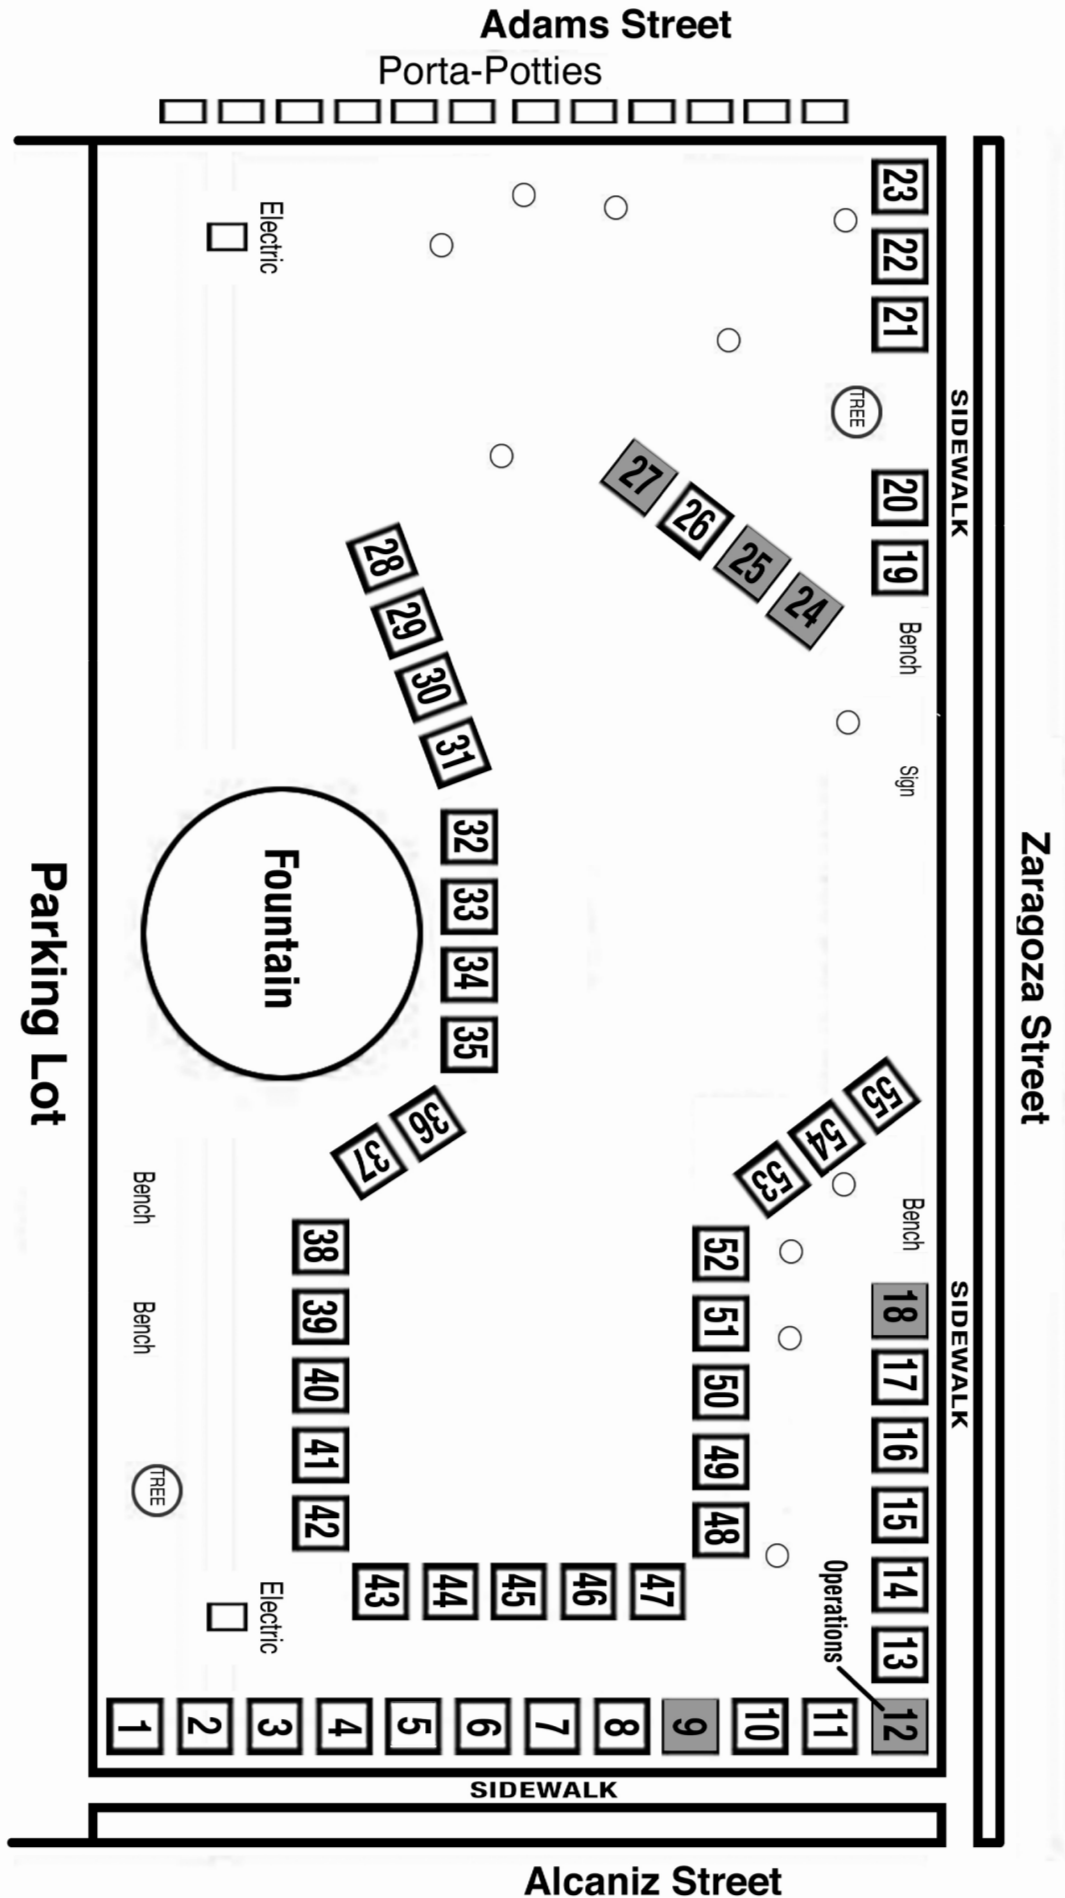 Adams Street
Porta-Potties
Electric
23
22
21
TREE
SIDEWALK
20
19
27
26
25
24
Bench
Sign
28
29
30
31
32
33
34
35
36
37
Fountain
Parking Lot
Zaragoza Street
55
54
53
Bench
Bench
Bench
SIDEWALK
38
39
40
41
42
52
51
50
49
48
18
17
16
15
14
13
TREE
Electric
43
44
45
46
47
Operations
1
2
3
4
5
6
7
8
9
10
11
12
SIDEWALK
Alcaniz Street